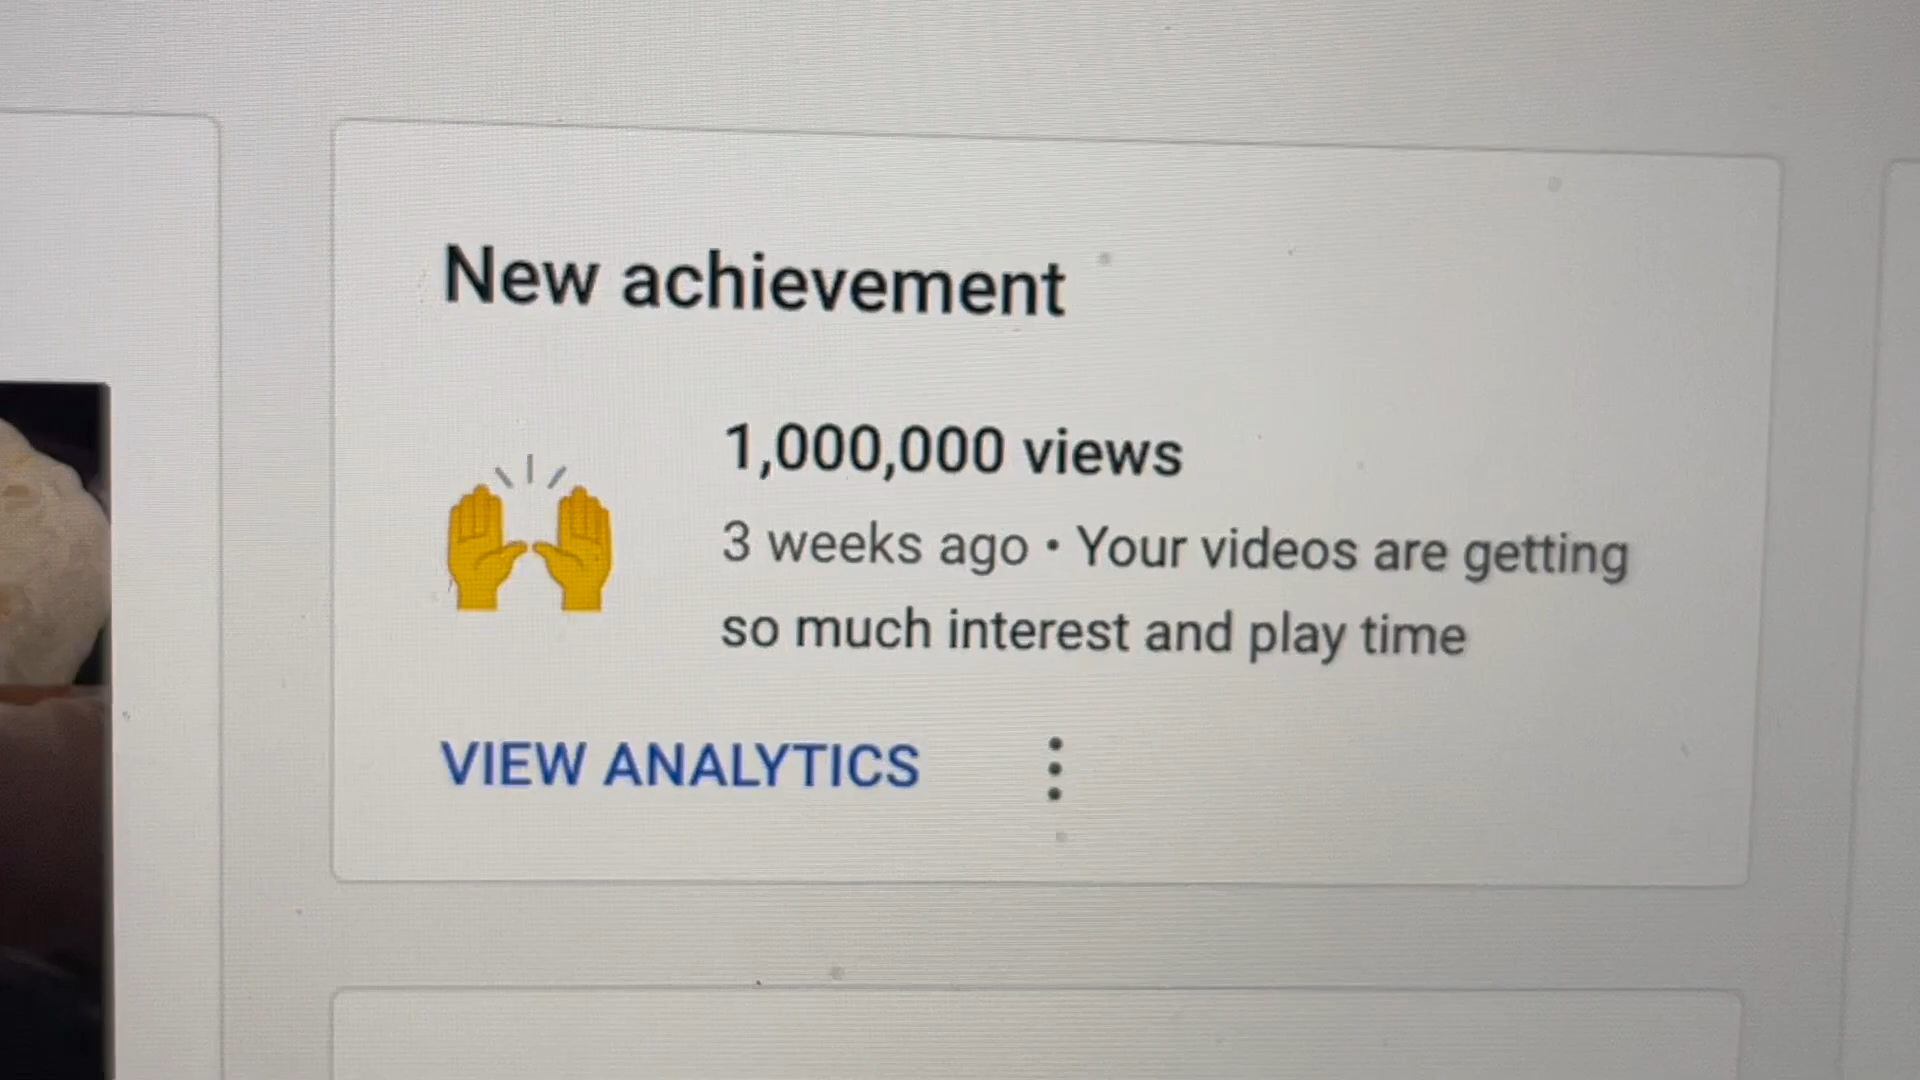 New achievement
1,000,000 views
3 weeks ago • Your videos are getting
so much interest and play time
VIEW ANALYTICS